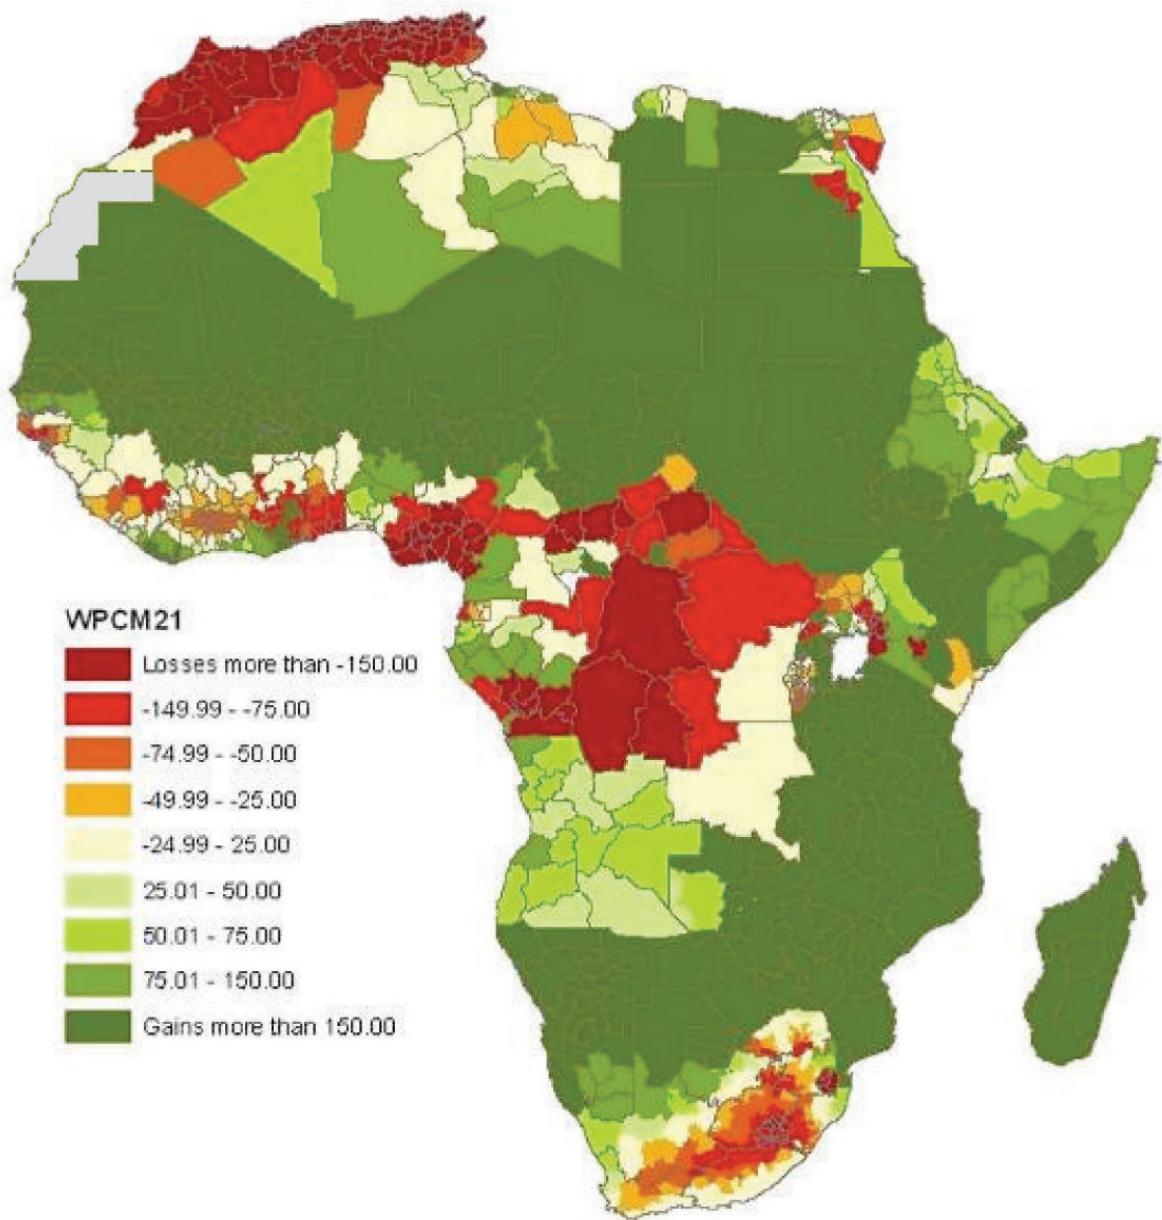 WPCM21
Losses more than -150.00
-149.99 - -75.00
-74.99 - -50.00
-49.99 - -25.00
-24.99 - 25.00
25.01 - 50.00
50.01 - 75.00
75.01 - 150.00
Gains more than 150.00